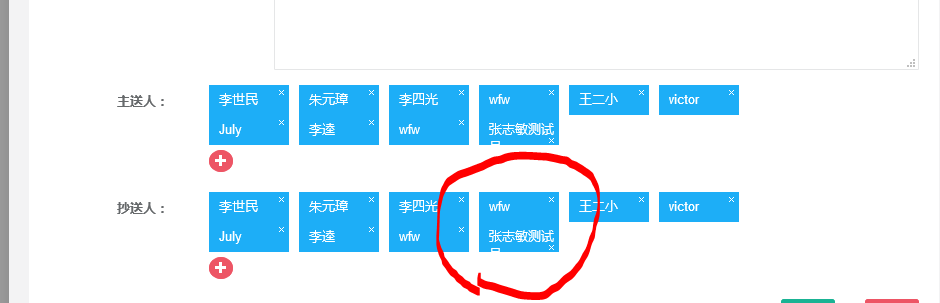 主送人：
李世民 朱元璋 李四光 wfw 王二小 victor
July 李逵 wfw 张志敏测试
员
抄送人：
李世民 朱元璋 李四光 wfw 王二小 victor
July 李逵 wfw 张志敏测试
员